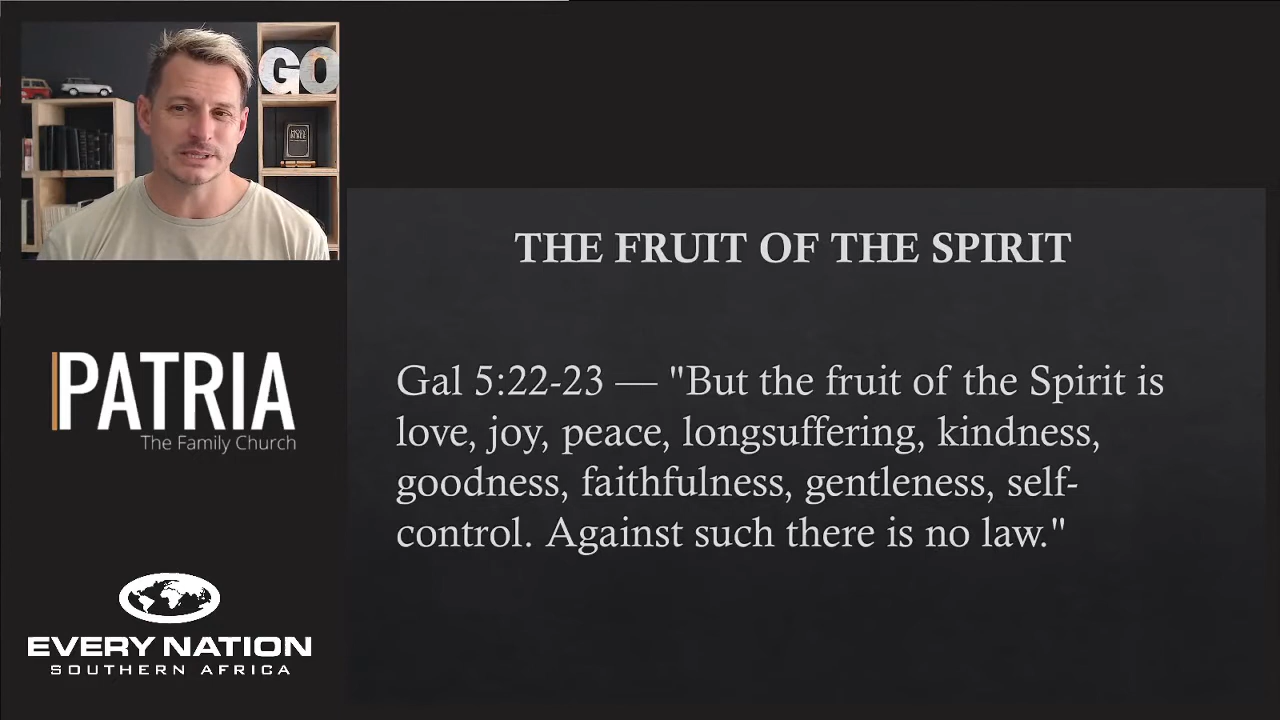 GO
THE FRUIT OF THE SPIRIT
Gal 5:22-23 — "But the fruit of the Spirit is
love, joy, peace, longsuffering, kindness,
goodness, faithfulness, gentleness, self-
control. Against such there is no law."
PATRIA
The Family Church
EVERY NATION
SOUTHERN AFRICA